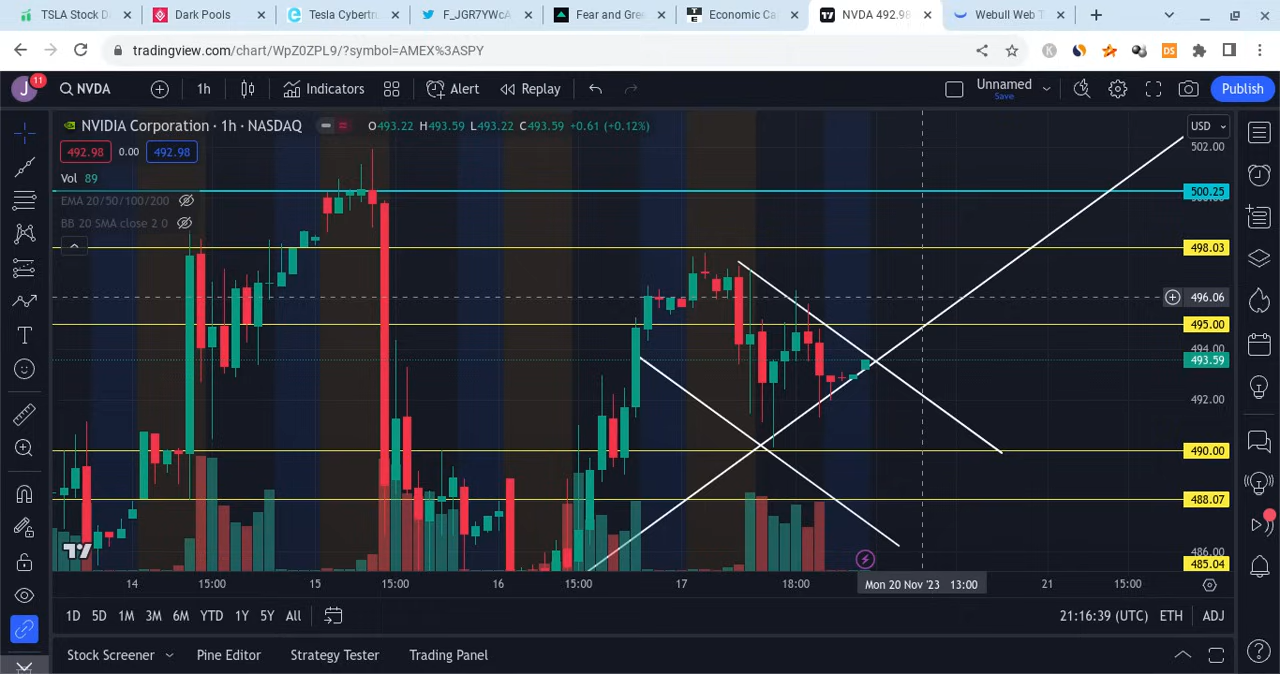 TSLA Stock D
Dark Pools
Tesla Cybertru
F_JGR7YWcA
Fear and Gree
Economic Ca
NVDA 492.98
Webull Web T
tradingview.com/chart/WpZ0ZPL9/?symbol=AMEX%3ASPY
K
DS
J
11
NVDA
1h
Indicators
Alert
Replay
Unnamed
Save
Publish
NVIDIA Corporation · 1h · NASDAQ
O493.22 H493.59 L493.22 C493.59 +0.61 (+0.12%)
USD
492.98
0.00
492.98
Vol 89
EMA 20/50/100/200
BB 20 SMA close 2 0
502.00
500.25
498.03
496.06
495.00
494.00
493.59
492.00
490.00
488.07
486.00
485.04
14
15:00
15
15:00
16
15:00
17
18:00
Mon 20 Nov '23 13:00
21
15:00
1D
5D
1M
3M
6M
YTD
1Y
5Y
All
21:16:39 (UTC)
ETH
ADJ
Stock Screener
Pine Editor
Strategy Tester
Trading Panel